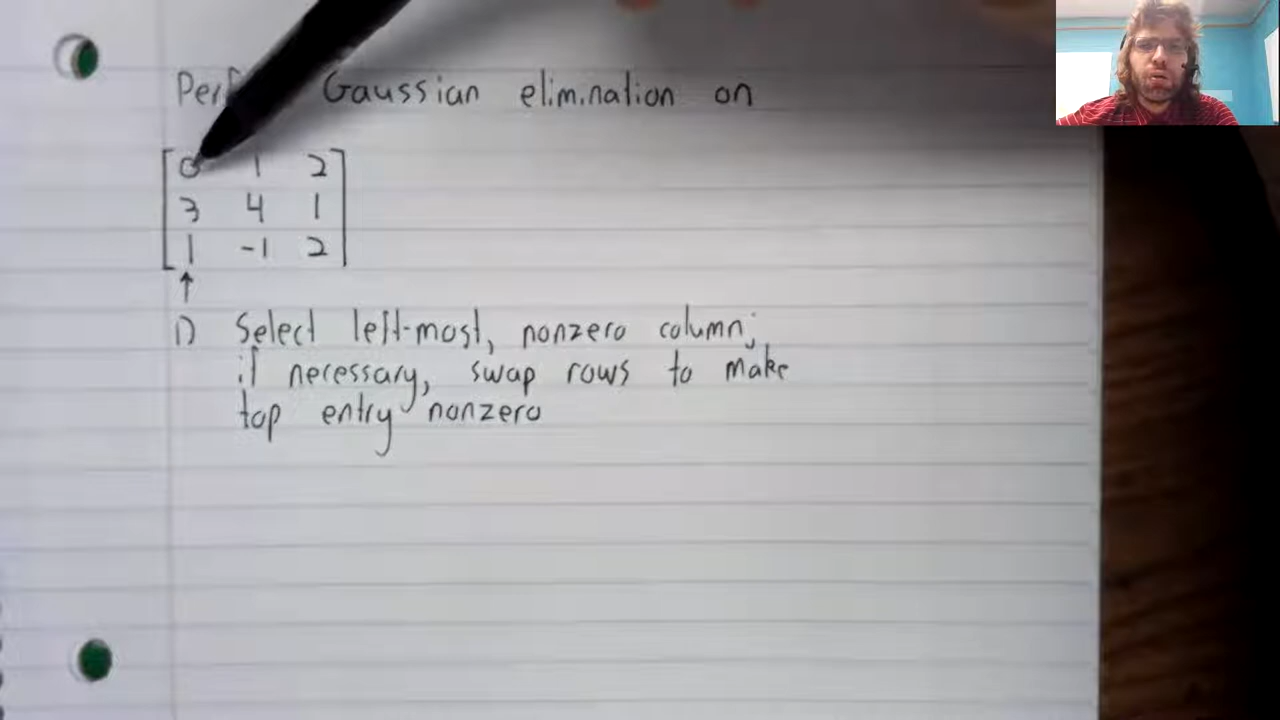 Gaussian elimination on
0 1 2
3 4 1
1 -1 2
↑
1) Select left-most, nonzero column;
if necessary, swap rows to make
top entry nonzero